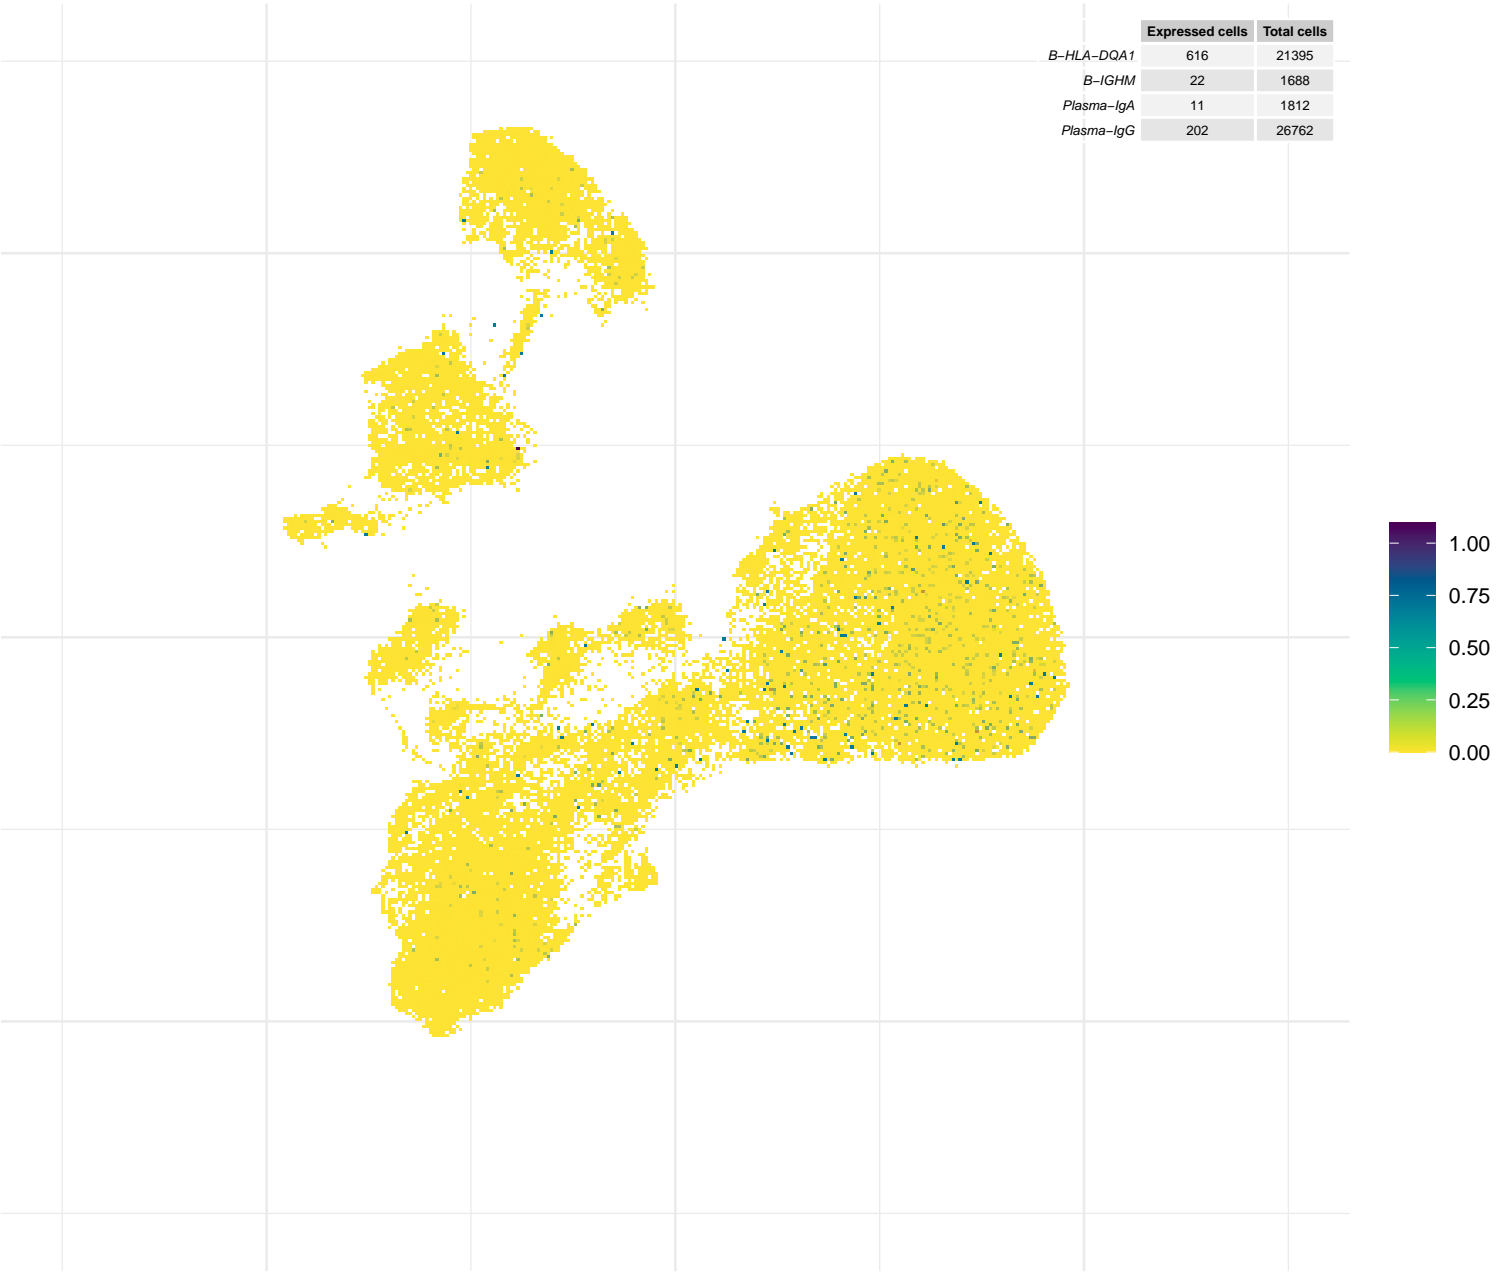 Expressed cells Total cells
B−HLA−DQA1 616 21395
B−IGHM 22 1688
Plasma−IgA 11 1812
Plasma−IgG 202 26762
1.00
0.75
0.50
0.25
0.00